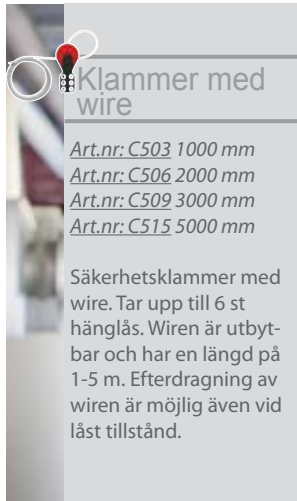 Klammer med
wire
Art.nr: C503 1000 mm
Art.nr: C506 2000 mm
Art.nr: C509 3000 mm
Art.nr: C515 5000 mm
Säkerhetsklammer med
wire. Tar upp till 6 st
hänglås. Wiren är utbyt-
bar och har en längd på
1-5 m. Efterdragning av
wiren är möjlig även vid
låst tillstånd.